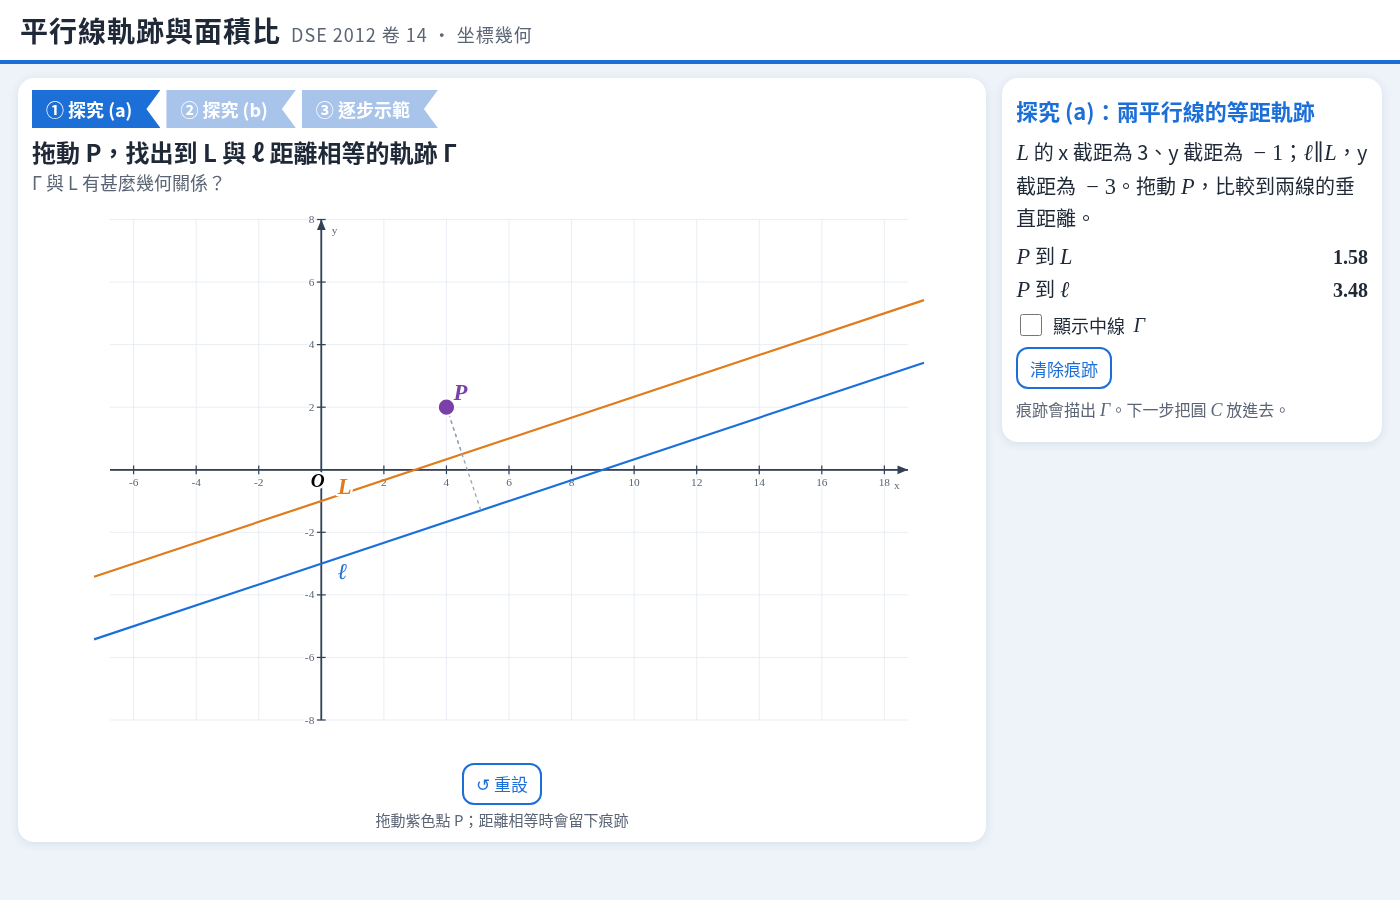 平行線軌跡與面積比 DSE 2012 卷 14 · 坐標幾何
① 探究 (a) ② 探究 (b) ③ 逐步示範
拖動 P，找出到 L 與 ℓ 距離相等的軌跡 Γ
Γ 與 L 有甚麼幾何關係？
8
y
6
4
2
P
-6 -4 -2 O 2 4 6 8 10 12 14 16 18 x
L
-2
ℓ
-4
-6
-8
↺ 重設
拖動紫色點 P；距離相等時會留下痕跡
探究 (a)：兩平行線的等距軌跡
L 的 x 截距為 3、y 截距為 − 1；ℓ∥L，y
截距為 − 3。拖動 P，比較到兩線的垂
直距離。
P 到 L 1.58
P 到 ℓ 3.48
顯示中線 Γ
清除痕跡
痕跡會描出 Γ。下一步把圓 C 放進去。